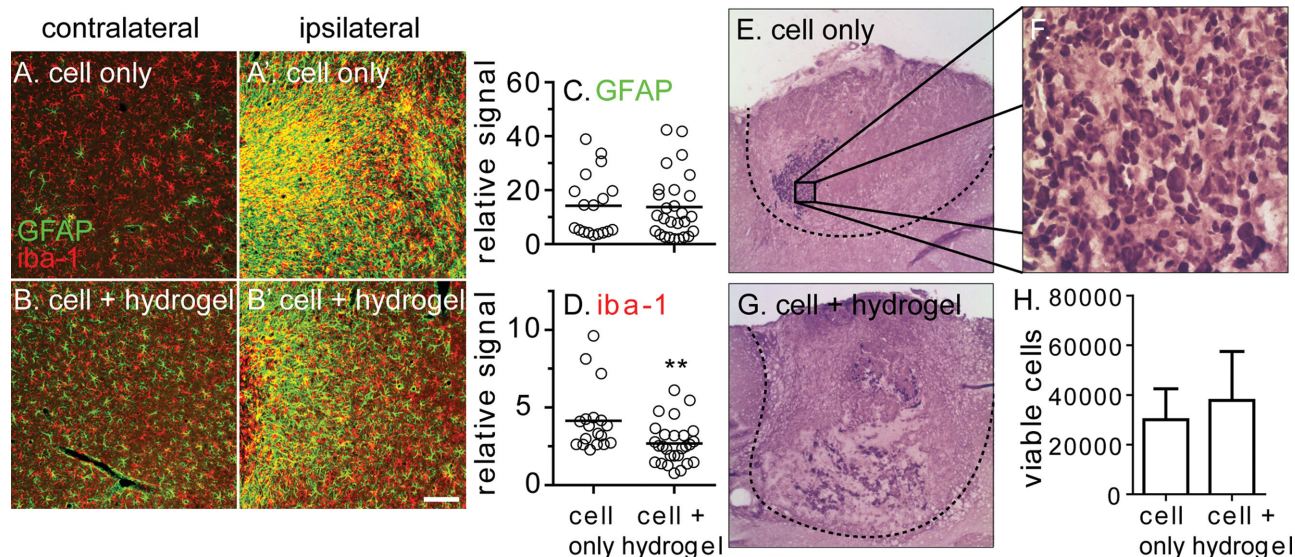 contralateral
ipsilateral
A. cell only
A'. cell only
GFAP
iba-1
B. cell + hydrogel
B' cell + hydrogel
C. GFAP
relative signal
60
40
20
0
D. iba-1
relative signal
10
5
0
**
cell only
cell + hydrogel
E. cell only
F.
G. cell + hydrogel
H.
viable cells
80000
60000
40000
20000
0
cell only
cell + hydrogel